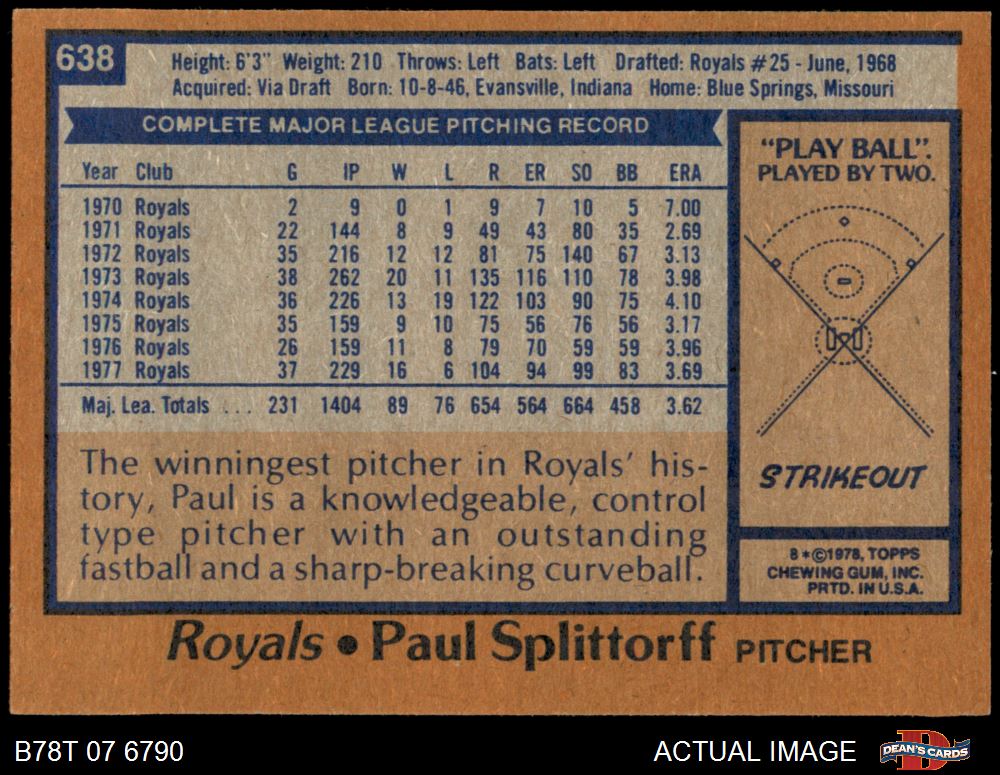 638
Height: 6'3" Weight: 210 Throws: Left Bats: Left Drafted: Royals #25 - June, 1968
Acquired: Via Draft Born: 10-8-46, Evansville, Indiana Home: Blue Springs, Missouri
COMPLETE MAJOR LEAGUE PITCHING RECORD
Year Club G IP W L R ER SO BB ERA
1970 Royals 2 9 0 1 9 7 10 5 7.00
1971 Royals 22 144 8 9 49 43 80 35 2.69
1972 Royals 35 216 12 12 81 75 140 67 3.13
1973 Royals 38 262 20 11 135 116 110 78 3.98
1974 Royals 36 226 13 19 122 103 90 75 4.10
1975 Royals 35 159 9 10 75 56 76 56 3.17
1976 Royals 26 159 11 8 79 70 59 59 3.96
1977 Royals 37 229 16 6 104 94 99 83 3.69
Maj. Lea. Totals ... 231 1404 89 76 654 564 664 458 3.62
The winningest pitcher in Royals' his-
tory, Paul is a knowledgeable, control
type pitcher with an outstanding
fastball and a sharp-breaking curveball.
"PLAY BALL".
PLAYED BY TWO.
STRIKEOUT
8*©1978, TOPPS
CHEWING GUM, INC.
PRTD. IN U.S.A.
Royals • Paul Splittorff PITCHER
B78T 07 6790
ACTUAL IMAGE
D
DEAN'S CARDS